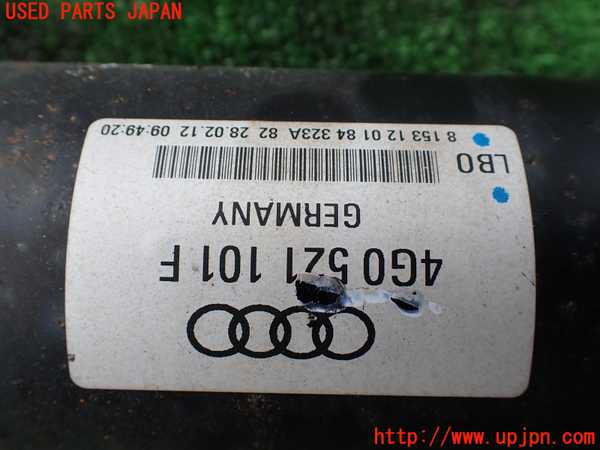 USED PARTS JAPAN
8 153 12 01 84 323A 82 28.02.12 09:49:20
LB0
GERMANY
4G0 521 101 F
https://www.upjpn.com/